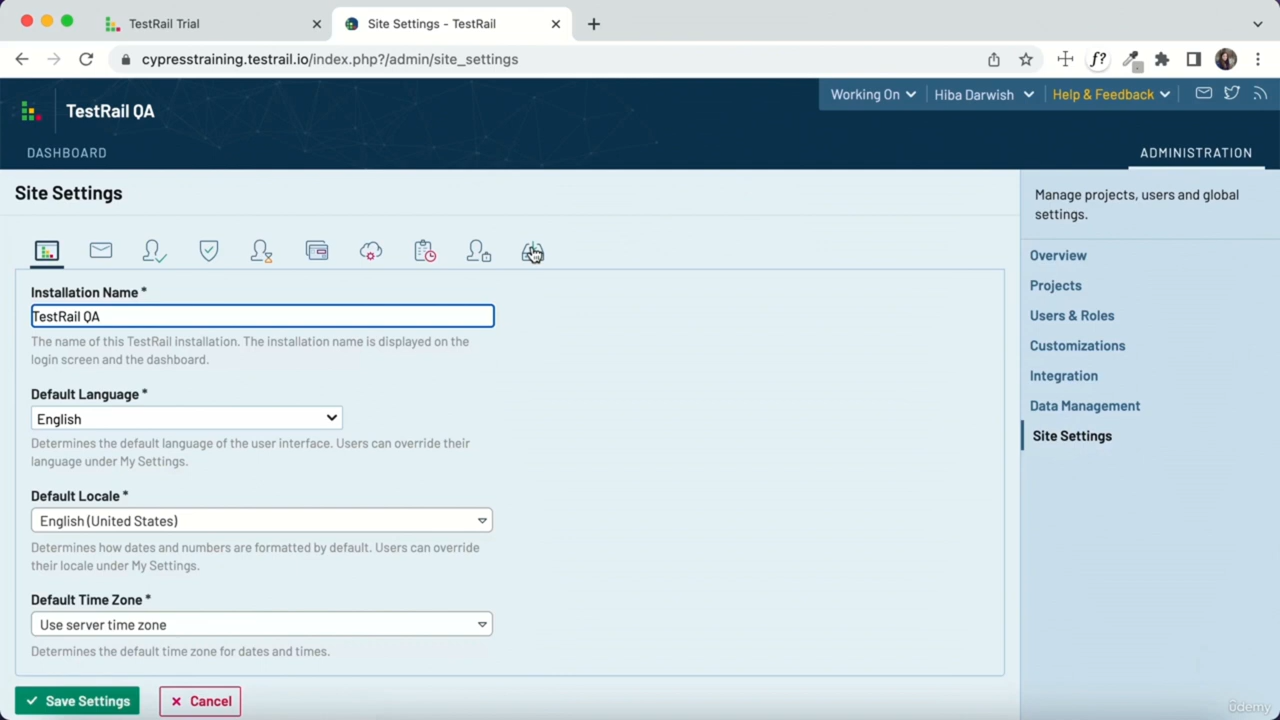 TestRail Trial
Site Settings - TestRail
cypresstraining.testrail.io/index.php?/admin/site_settings
f?
TestRail QA
Working On
Hiba Darwish
Help & Feedback
DASHBOARD
ADMINISTRATION
Site Settings
Installation Name *
TestRail QA
The name of this TestRail installation. The installation name is displayed on the
login screen and the dashboard.
Default Language *
English
Determines the default language of the user interface. Users can override their
language under My Settings.
Default Locale *
English (United States)
Determines how dates and numbers are formatted by default. Users can override
their locale under My Settings.
Default Time Zone *
Use server time zone
Determines the default time zone for dates and times.
Save Settings
Cancel
Manage projects, users and global
settings.
Overview
Projects
Users & Roles
Customizations
Integration
Data Management
Site Settings
ûdemy